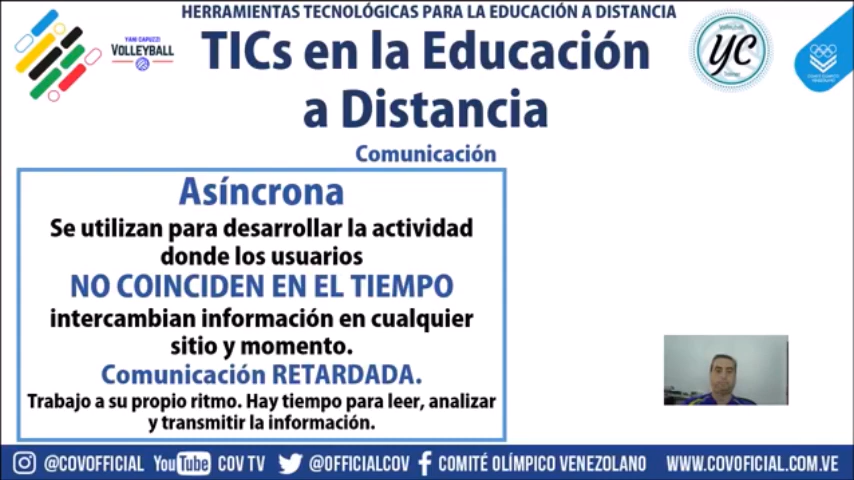 HERRAMIENTAS TECNOLÓGICAS PARA LA EDUCACIÓN A DISTANCIA
YANI CAPUZZI
VOLLEYBALL
TICs en la Educación
a Distancia
YC
Comunicación
Asíncrona
Se utilizan para desarrollar la actividad
donde los usuarios
NO COINCIDEN EN EL TIEMPO
intercambian información en cualquier
sitio y momento.
Comunicación RETARDADA.
Trabajo a su propio ritmo. Hay tiempo para leer, analizar
y transmitir la información.
@COVOFFICIAL YouTube COV TV @OFFICIALCOV COMITÉ OLÍMPICO VENEZOLANO WWW.COVOFICIAL.COM.VE